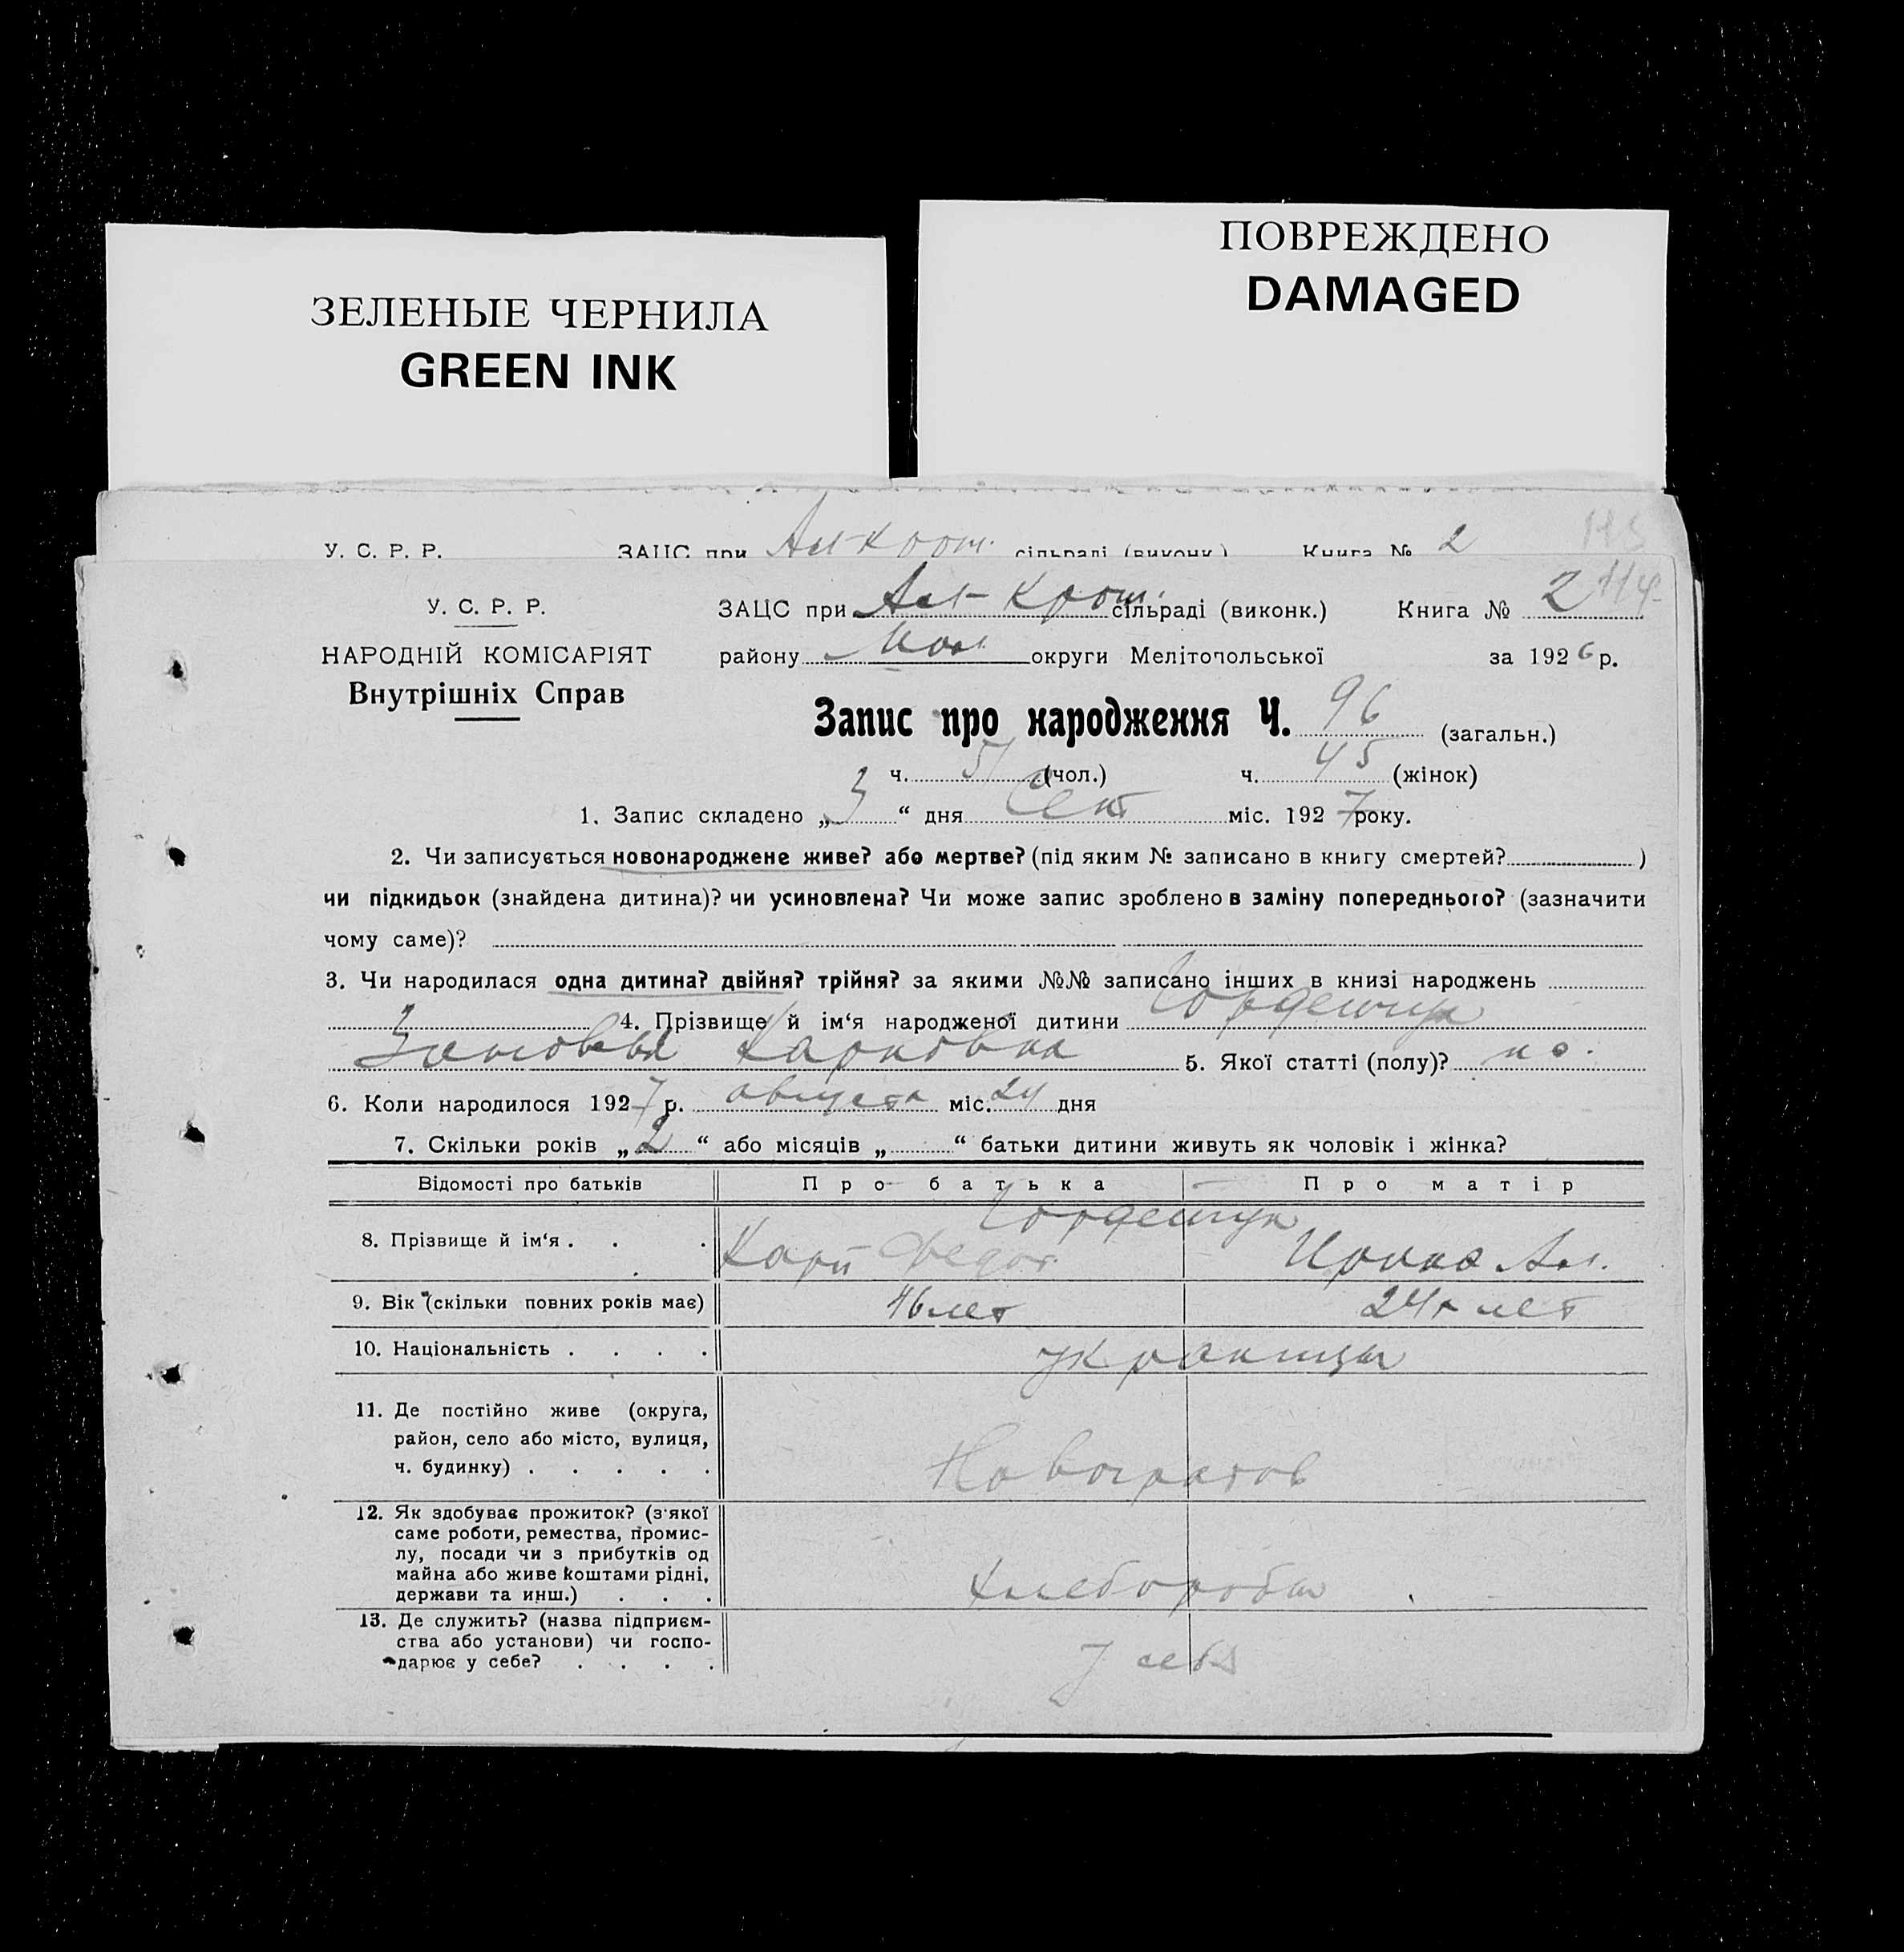 ЗЕЛЕНЫЕ ЧЕРНИЛА
GREEN INK
ПОВРЕЖДЕНО
DAMAGED
У. С. Р. Р. ЗАЦС при сільраді (виконк.) Книга № 2
У. С. Р. Р. ЗАЦС при сільраді (виконк.) Книга № 2
НАРОДНІЙ КОМІСАРІЯТ району округи Мелітопольської за 1926 р.
Внутрішніх Справ
Запис про народження Ч. 96 (загальн.)
ч. 51 (чол.) ч. 45 (жінок)
1. Запис складено „3“ дня Сент міс. 1927 року.
2. Чи записується новонароджене живе? або мертве? (під яким № записано в книгу смертей? )
чи підкидьок (знайдена дитина)? чи усиновлена? Чи може запис зроблено в заміну попереднього? (зазначити
чому саме)?
3. Чи народилася одна дитина? двійня? трійня? за якими №№ записано інших в книзі народжень
4. Прізвище й ім‘я народженої дитини
Карповна 5. Якої статті (полу)?
6. Коли народилося 1927 р. августа міс. 24 дня
7. Скільки років „2“ або місяців „ “ батьки дитини живуть як чоловік і жінка?
Відомості про батьків Про батька Про матір
8. Прізвище й ім‘я . . . Карп Федот.
9. Вік (скільки повних років має) 46 лет 24 лет
10. Національність . . . . украинцы
11. Де постійно живе (округа,
район, село або місто, вулиця,
ч. будинку) . . . . .
12. Як здобуває прожиток? (з якої
саме роботи, ремества, промис-
лу, посади чи з прибутків од
майна або живе коштами рідні,
держави та инш.) . . . хлеборобы
13. Де служить? (назва підприєм-
ства або установи) чи госпо-
дарює у себе? . . . . У себя